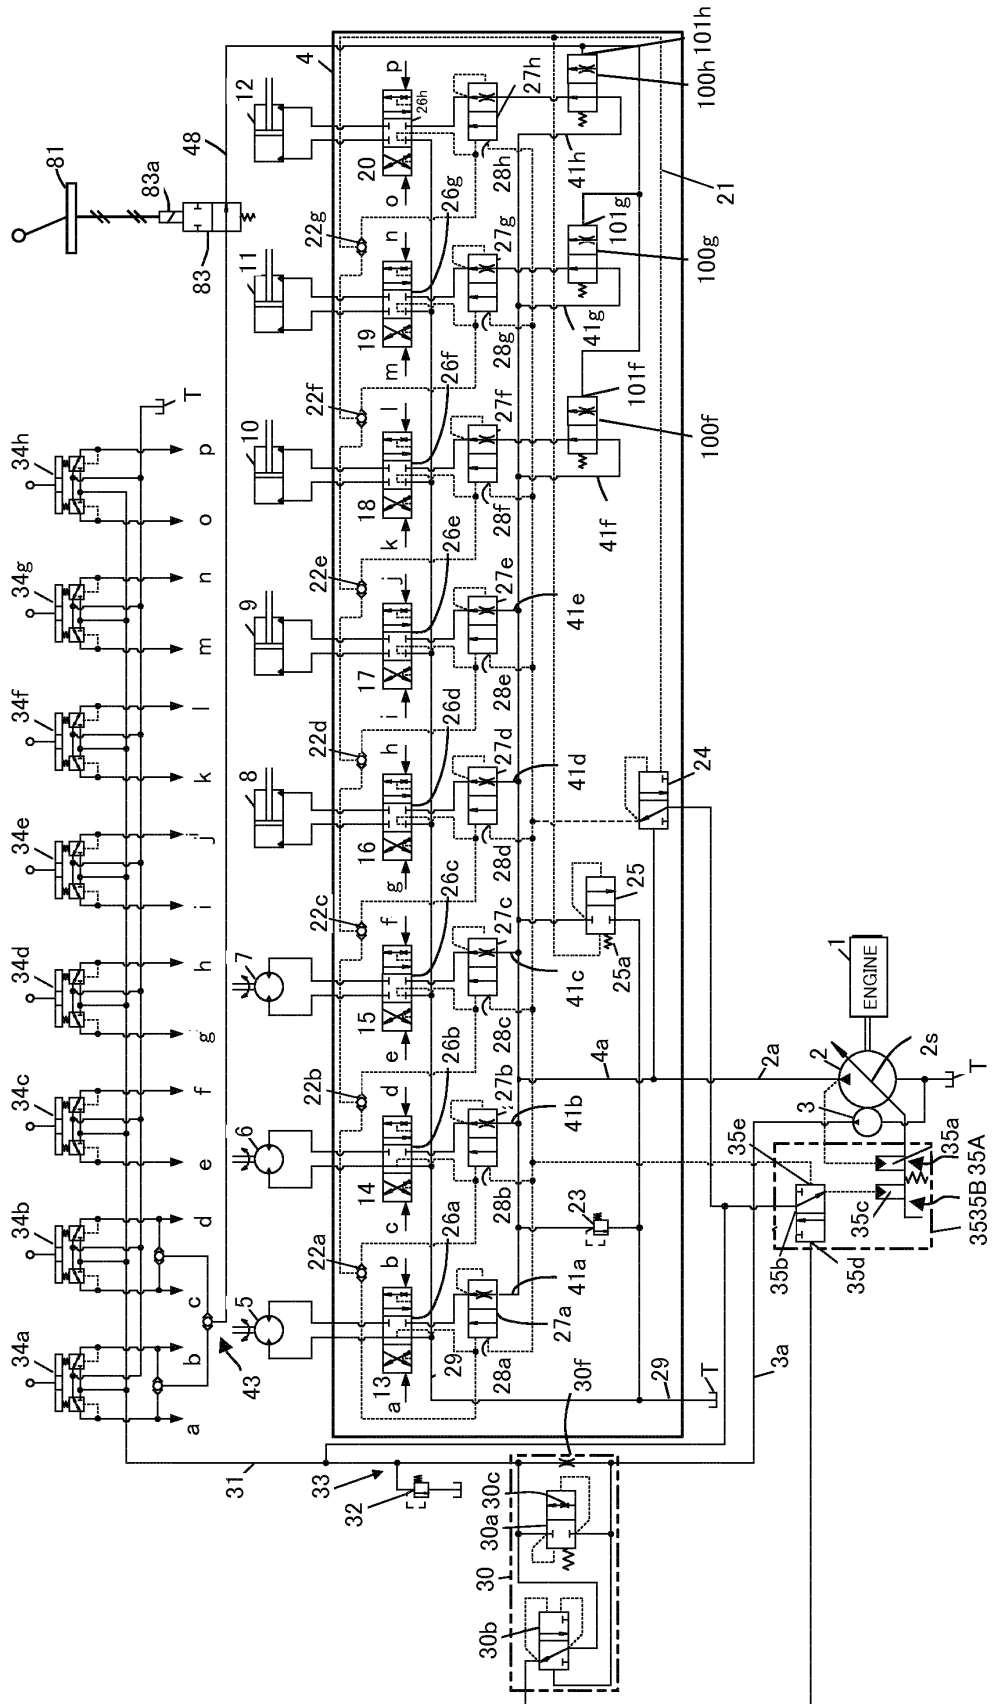 34a
34b
34c
34d
34e
34f
34g
34h
81
83a
83
48
a
b
c
d
e
f
g
h
i
j
k
l
m
n
o
p
T
31
43
5
6
7
8
9
10
11
12
33
32
4
22a
22b
22c
22d
22e
22f
22g
13
14
15
16
17
18
19
20
a
b
c
d
e
f
g
h
i
j
k
l
m
n
o
p
29
26a
26b
26c
26d
26e
26f
26g
26h
28a
28b
28c
28d
28e
28f
28g
28h
27a
27b
27c
27d
27e
27f
27g
27h
30b
30
30a
30c
30f
41a
41b
41c
41d
41e
41f
41g
41h
23
4a
25a
25
100f
101f
100g
101g
100h
101h
29
T
24
21
3a
2a
35b
35e
35d
35c
35a
3
2
2s
1
ENGINE
35
35B
35A
T